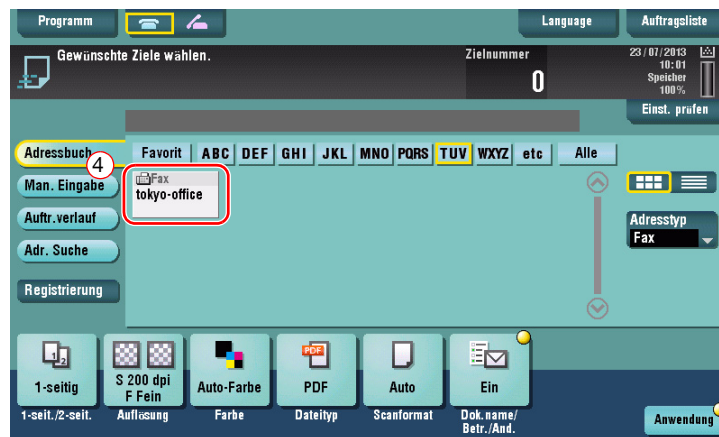 Programm
Language
Auftragsliste
Gewünschte Ziele wählen.
Zielnummer
0
23/07/2013
10:01
Speicher
100%
Einst. prüfen
Adressbuch
4
Favorit ABC DEF GHI JKL MNO PQRS TUV WXYZ etc Alle
Man. Eingabe
Fax
tokyo-office
Auftr.verlauf
Adresstyp
Fax
Adr. Suche
Registrierung
1 2
PDF
1-seitig
S 200 dpi
F Fein
Auto-Farbe
PDF
Auto
Ein
1-seit./2-seit.
Auflösung
Farbe
Dateityp
Scanformat
Dok.name/
Betr./Änd.
Anwendung